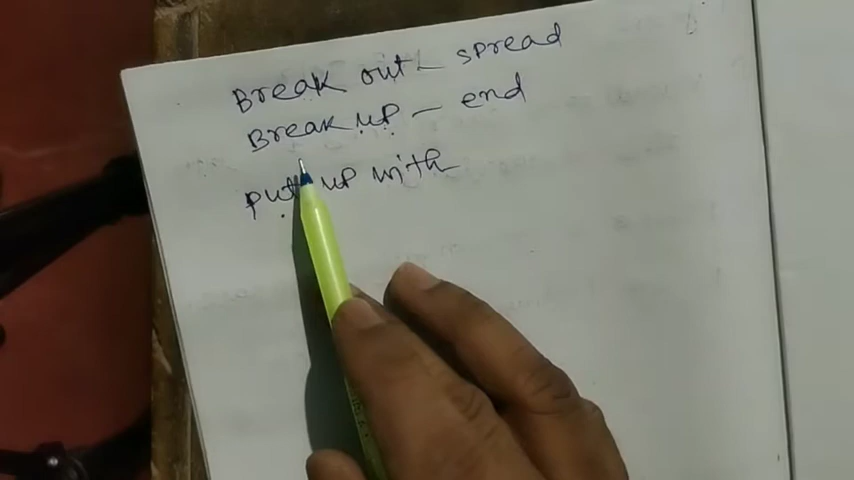 Break out - spread
Break up - end
put up with